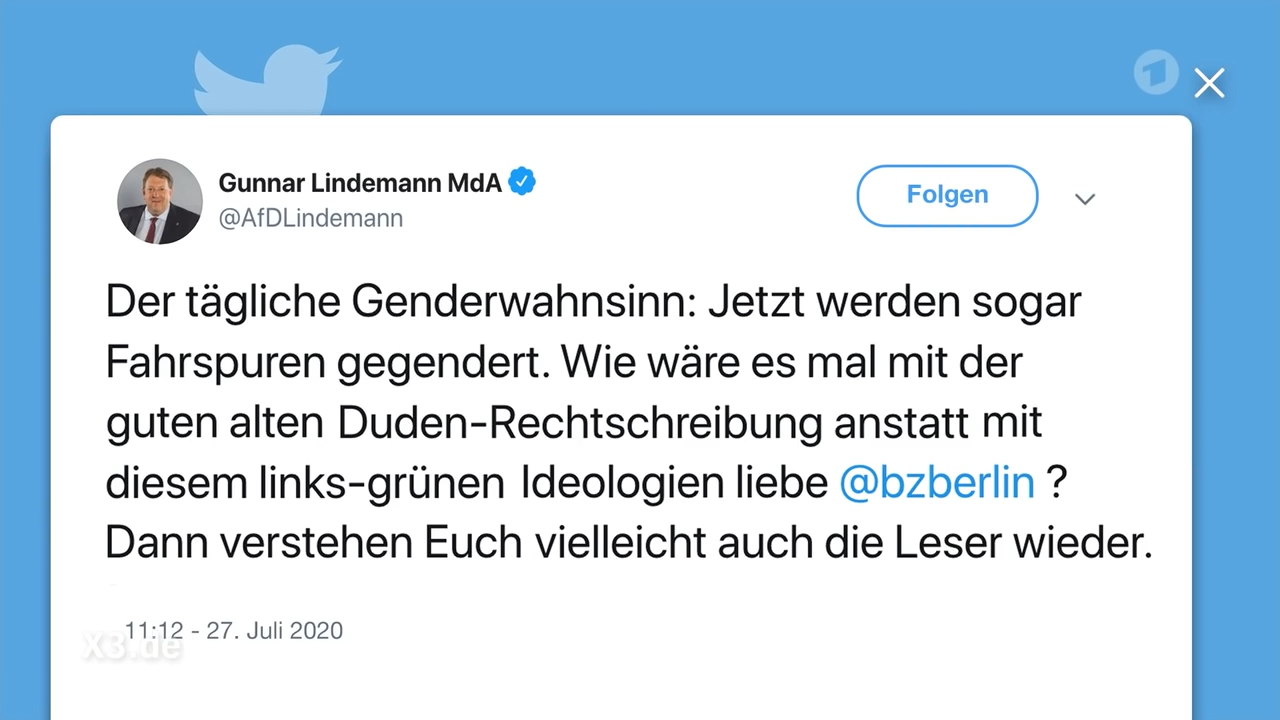 Gunnar Lindemann MdA
@AfDLindemann
Folgen
Der tägliche Genderwahnsinn: Jetzt werden sogar
Fahrspuren gegendert. Wie wäre es mal mit der
guten alten Duden-Rechtschreibung anstatt mit
diesem links-grünen Ideologien liebe @bzberlin ?
Dann verstehen Euch vielleicht auch die Leser wieder.
11:12 - 27. Juli 2020
X3.de
1